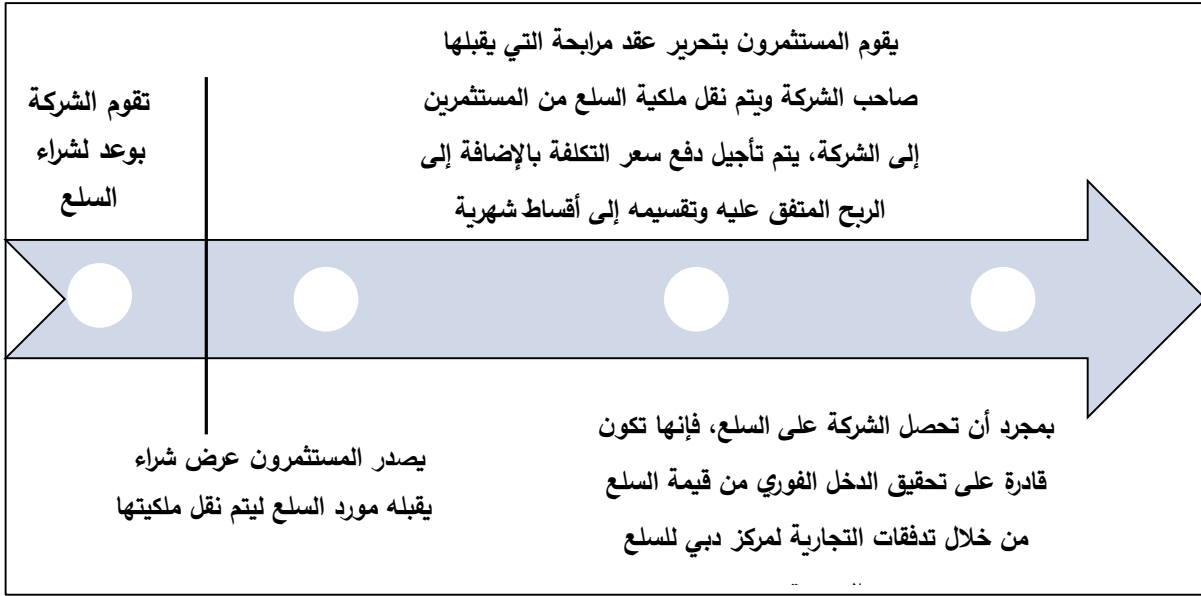 تقوم الشركة
بوعد لشراء
السلع
يصدر المستثمرون عرض شراء
يقبله مورد السلع ليتم نقل ملكيتها
يقوم المستثمرون بتحرير عقد مرابحة التي يقبلها
صاحب الشركة ويتم نقل ملكية السلع من المستثمرين
إلى الشركة، يتم تأجيل دفع سعر التكلفة بالإضافة إلى
الربح المتفق عليه وتقسيمه إلى أقساط شهرية
بمجرد أن تحصل الشركة على السلع، فإنها تكون
قادرة على تحقيق الدخل الفوري من قيمة السلع
من خلال تدفقات التجارية لمركز دبي للسلع